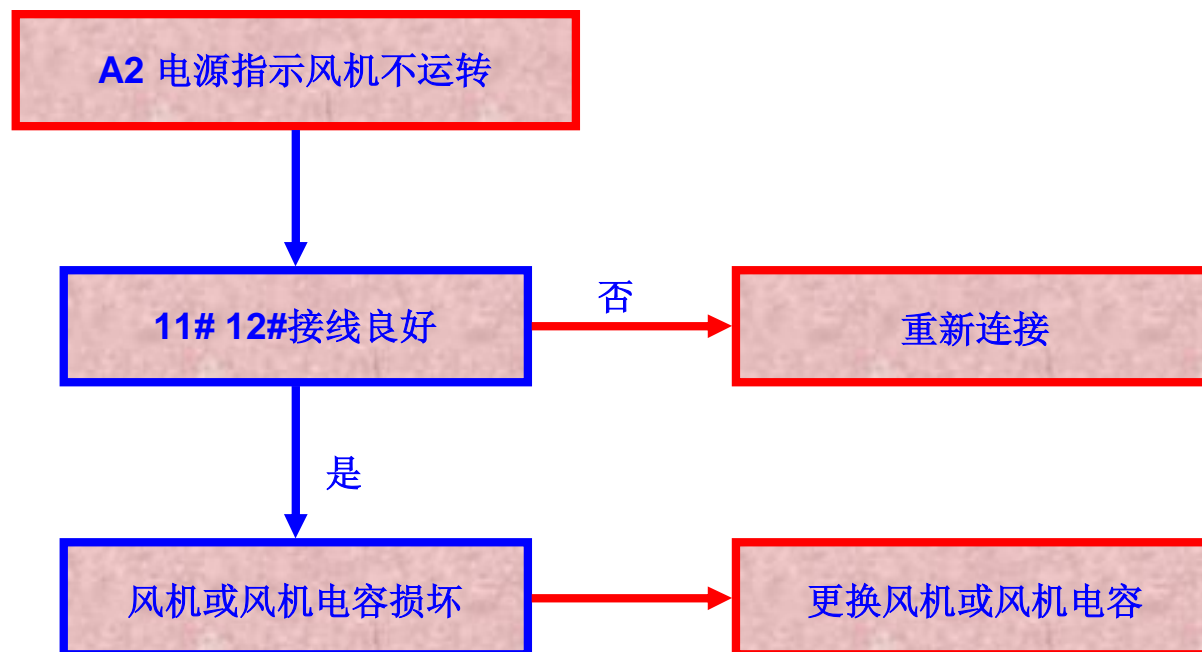 A2 电源指示风机不运转
11# 12#接线良好
否
重新连接
是
风机或风机电容损坏
更换风机或风机电容